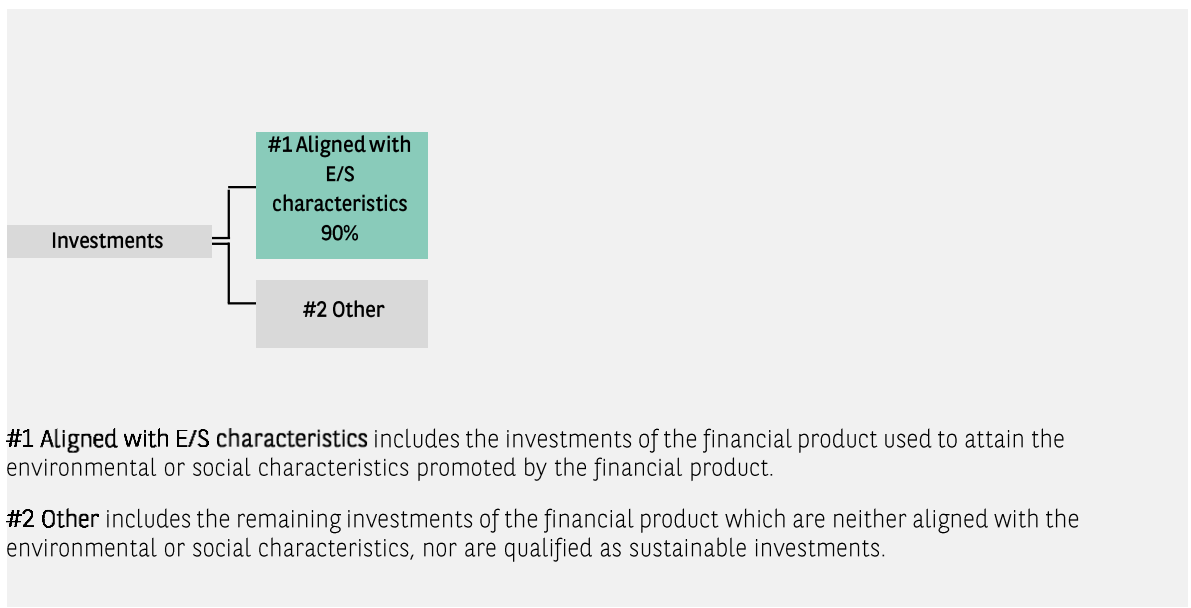 #1 Aligned with
E/S
characteristics
90%
Investments
#2 Other
#1 Aligned with E/S characteristics includes the investments of the financial product used to attain the
environmental or social characteristics promoted by the financial product.
#2 Other includes the remaining investments of the financial product which are neither aligned with the
environmental or social characteristics, nor are qualified as sustainable investments.